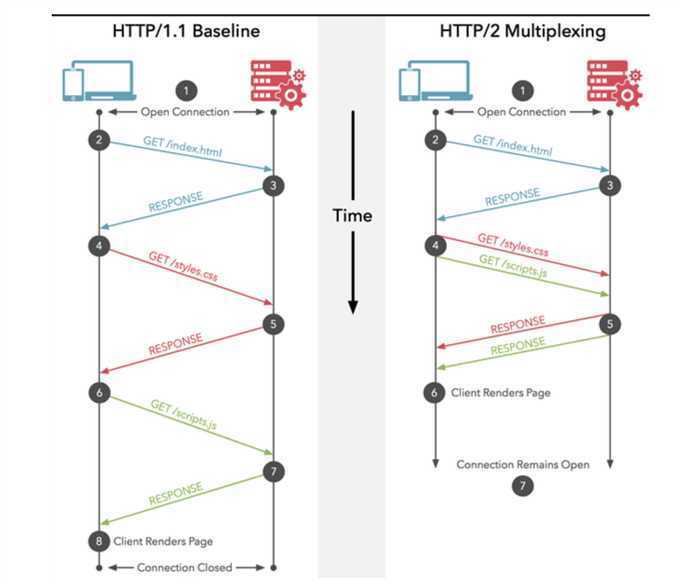 HTTP/1.1 Baseline
1
Open Connection
2
GET /index.html
3
RESPONSE
4
GET /styles.css
5
RESPONSE
6
GET /scripts.js
7
RESPONSE
8 Client Renders Page
Connection Closed
Time
HTTP/2 Multiplexing
1
Open Connection
2
GET /index.html
3
RESPONSE
4
GET /styles.css
GET /scripts.js
5
RESPONSE
RESPONSE
6 Client Renders Page
Connection Remains Open
7